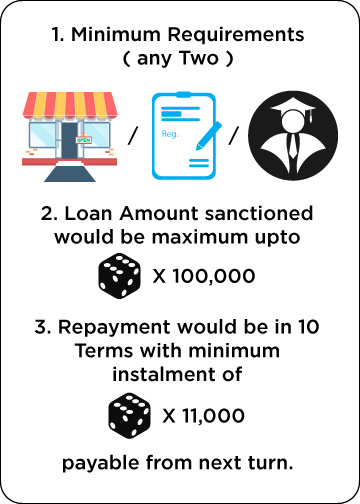 1. Minimum Requirements
( any Two )
OPEN
/ Reg. /
2. Loan Amount sanctioned
would be maximum upto
X 100,000
3. Repayment would be in 10
Terms with minimum
instalment of
X 11,000
payable from next turn.